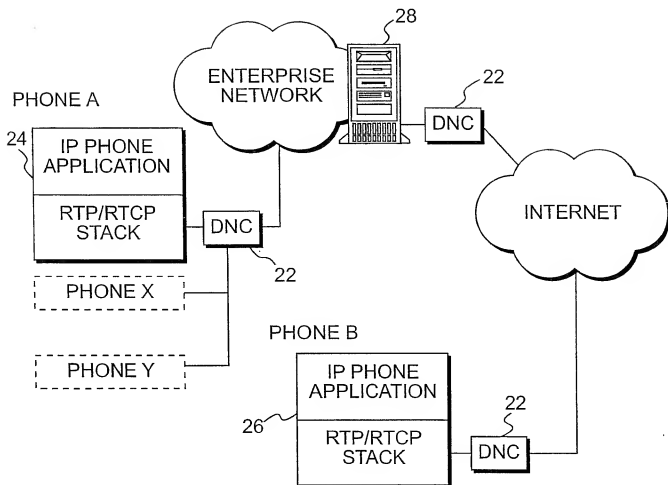 28
ENTERPRISE
NETWORK
22
DNC
PHONE A
24
IP PHONE
APPLICATION
RTP/RTCP
STACK
DNC
22
INTERNET
PHONE X
PHONE Y
PHONE B
IP PHONE
APPLICATION
26
RTP/RTCP
STACK
22
DNC